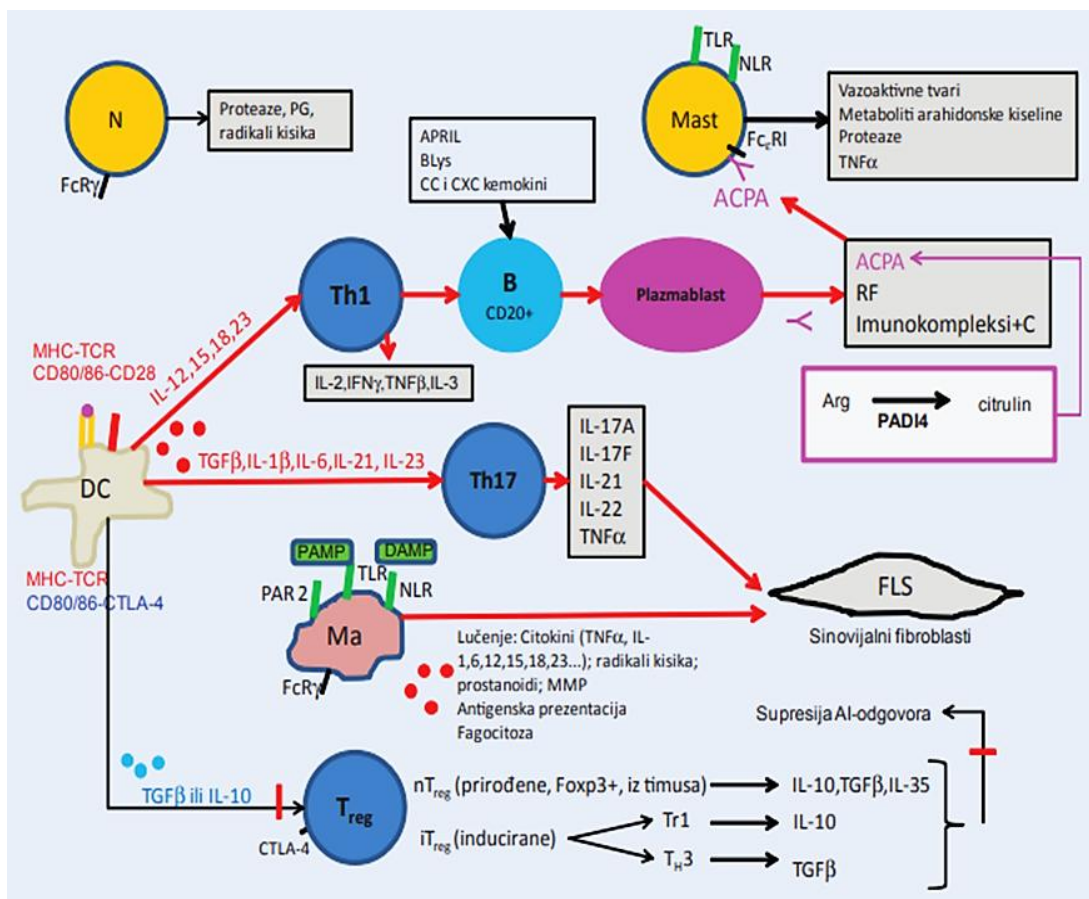 TLR
NLR
N
Proteaze, PG,
radikali kisika
FcRγ
Mast
FcεRI
Vazoaktivne tvari
Metaboliti arahidonske kiseline
Proteaze
TNFα
APRIL
BLys
CC i CXC kemokini
ACPA
Th1
B
CD20+
Plazmablast
ACPA
RF
Imunokompleksi+C
IL-12,15,18,23
MHC-TCR
CD80/86-CD28
IL-2,IFNγ,TNFβ,IL-3
Arg
PADI4
citrulin
DC
TGFβ,IL-1β,IL-6,IL-21, IL-23
Th17
IL-17A
IL-17F
IL-21
IL-22
TNFα
MHC-TCR
CD80/86-CTLA-4
PAMP
DAMP
PAR 2
TLR
NLR
Ma
FcRγ
FLS
Sinovijalni fibroblasti
Lučenje: Citokini (TNFα, IL-
1,6,12,15,18,23...); radikali kisika;
prostanoidi; MMP
Antigenska prezentacija
Fagocitoza
Supresija AI-odgovora
TGFβ ili IL-10
Treg
CTLA-4
nTreg (prirođene, Foxp3+, iz timusa)
IL-10,TGFβ,IL-35
iTreg (inducirane)
Tr1
IL-10
TH3
TGFβ